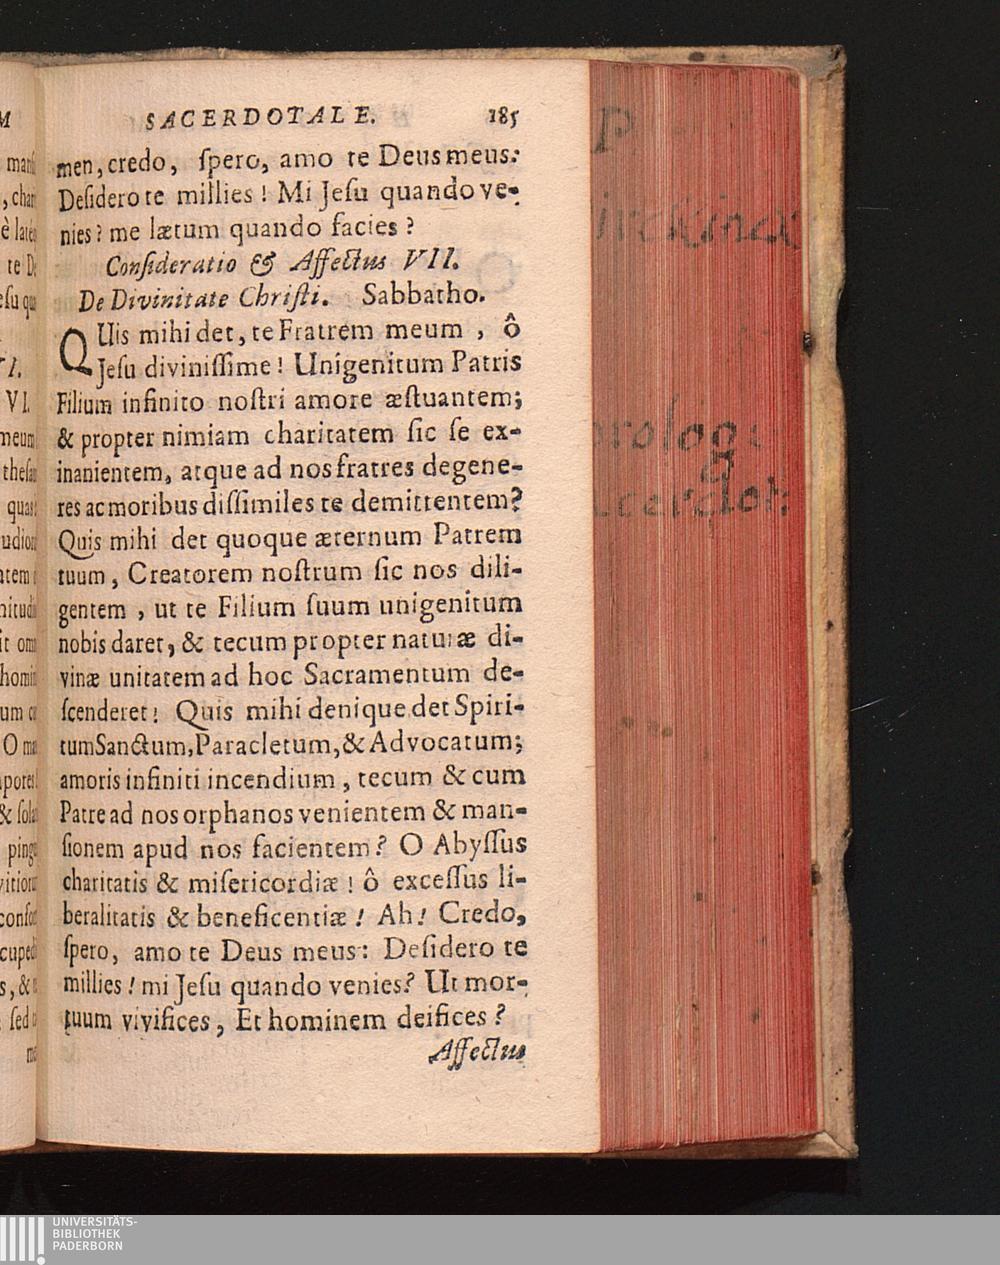 SACERDOTALE. 185
men, credo, ſpero, amo te Deus meus:
Deſidero te millies! Mi Jeſu quando ve-
nies? me lætum quando facies?
Conſideratio & Affectus VII.
De Divinitate Chriſti. Sabbatho.
QUis mihi det, te Fratrem meum, ô
Jeſu diviniſſime! Unigenitum Patris
Filium infinito noſtri amore æſtuantem;
& propter nimiam charitatem ſic ſe ex-
inanientem, atque ad nos fratres degene-
res ac moribus diſſimiles te demittentem?
Quis mihi det quoque æternum Patrem
tuum, Creatorem noſtrum ſic nos dili-
gentem, ut te Filium ſuum unigenitum
nobis daret, & tecum propter naturæ di-
vinæ unitatem ad hoc Sacramentum de-
ſcenderet! Quis mihi denique det Spiri-
tum Sanctum, Paracletum, & Advocatum;
amoris infiniti incendium, tecum & cum
Patre ad nos orphanos venientem & man-
ſionem apud nos facientem? O Abyſſus
charitatis & miſericordiæ! ô exceſſus li-
beralitatis & beneficentiæ! Ah! Credo,
ſpero, amo te Deus meus: Deſidero te
millies! mi Jeſu quando venies? Ut mor-
tuum vivifices, Et hominem deifices?
Affectus
UNIVERSITÄTS-
BIBLIOTHEK
PADERBORN